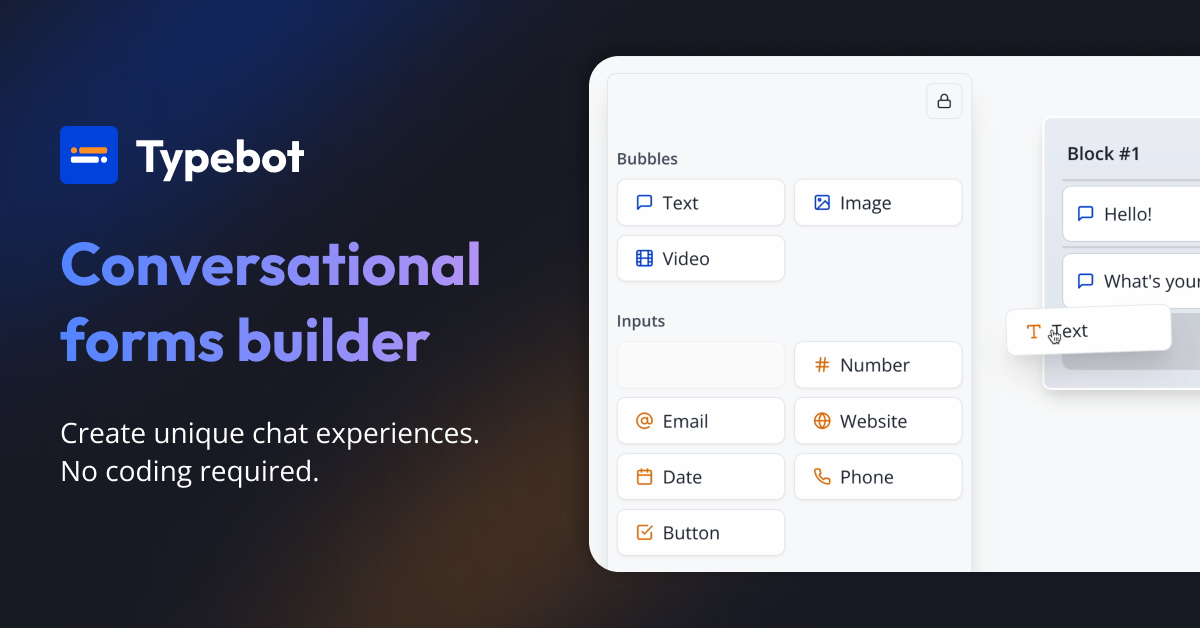 Typebot
Conversational
forms builder
Create unique chat experiences.
No coding required.
Bubbles
Text
Image
Video
Inputs
Number
Email
Website
Date
Phone
Button
Block #1
Hello!
What's your
Text